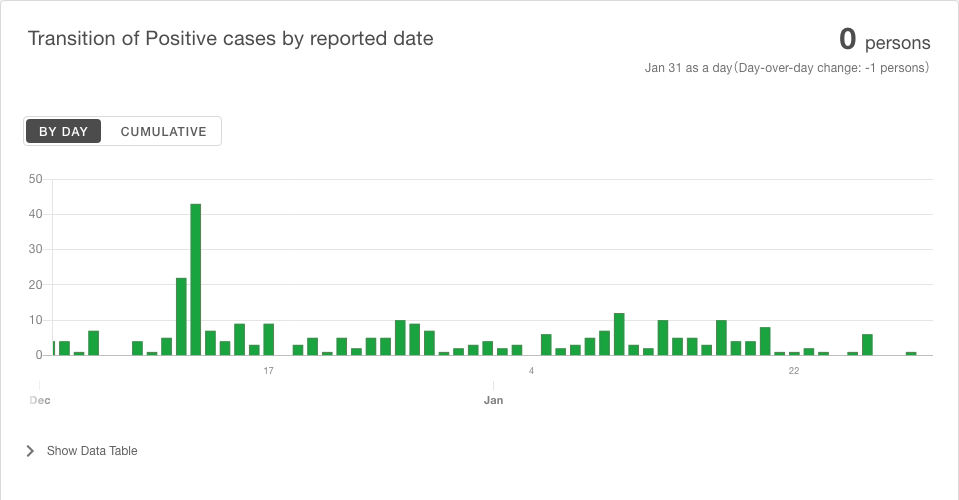 Transition of Positive cases by reported date
0 persons
Jan 31 as a day(Day-over-day change: -1 persons)
BY DAY
CUMULATIVE
50
40
30
20
10
0
17
4
22
Dec
Jan
Show Data Table